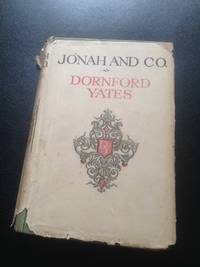 JONAH AND CO.
DORNFORD
YATES